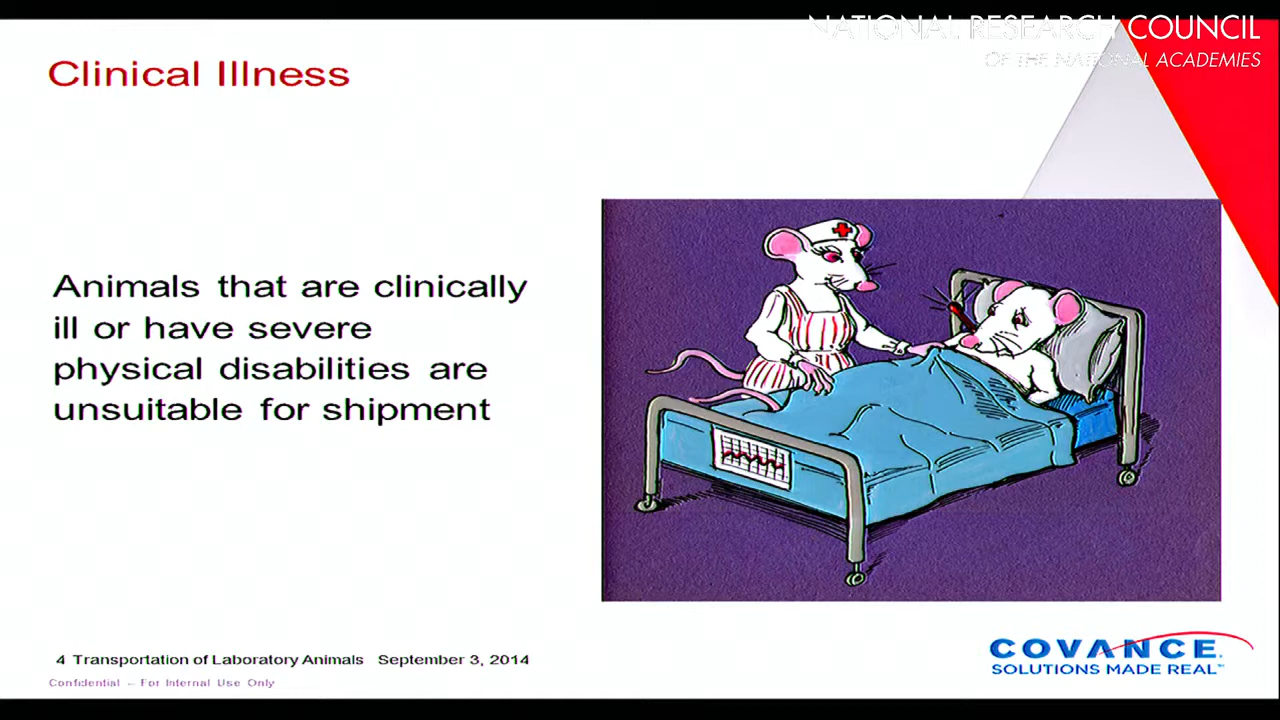 NATIONAL RESEARCH COUNCIL
OF THE NATIONAL ACADEMIES
Clinical Illness
Animals that are clinically
ill or have severe
physical disabilities are
unsuitable for shipment
4 Transportation of Laboratory Animals September 3, 2014
Confidential – For Internal Use Only
COVANCE
SOLUTIONS MADE REAL℠